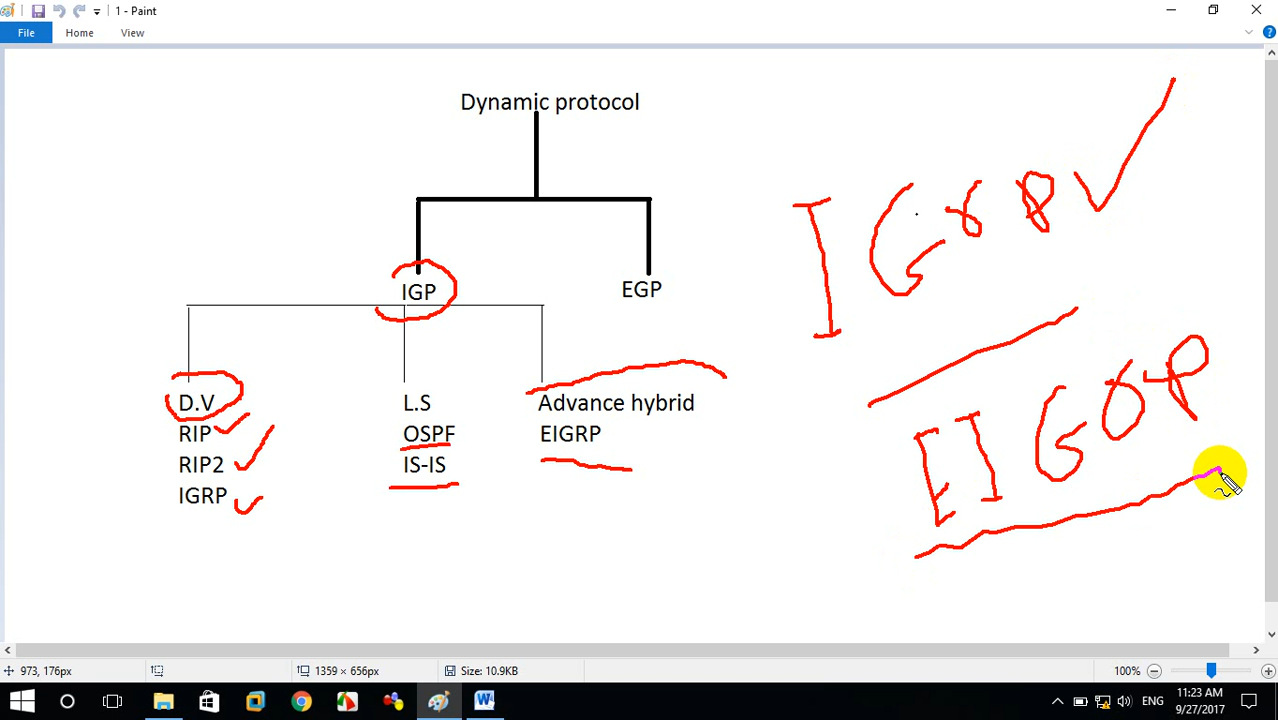 1 - Paint
File Home View
Dynamic protocol
IGP EGP
D.V L.S Advance hybrid
RIP OSPF EIGRP
RIP2 IS-IS
IGRP
IGrP
EIGrP
973, 176px 1359 × 656px Size: 10.9KB 100%
ENG 11:23 AM
9/27/2017